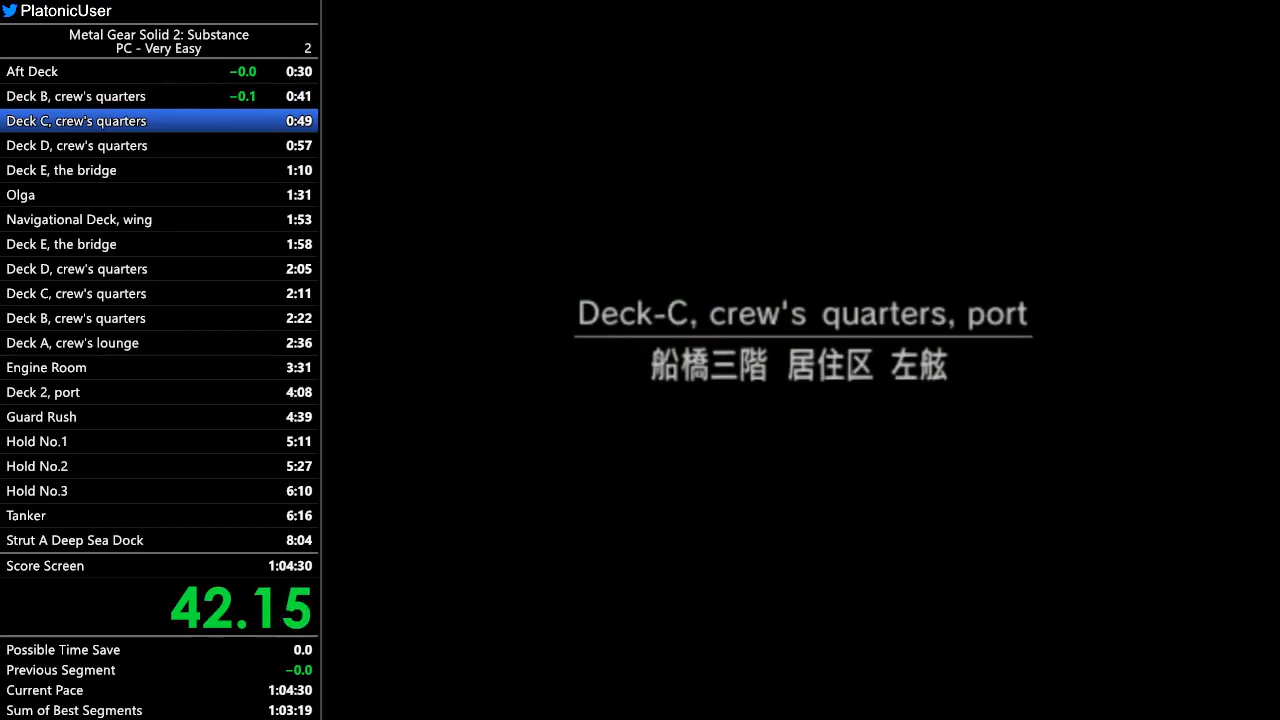 PlatonicUser
Metal Gear Solid 2: Substance
PC - Very Easy 2
Aft Deck −0.0 0:30
Deck B, crew's quarters −0.1 0:41
Deck C, crew's quarters 0:49
Deck D, crew's quarters 0:57
Deck E, the bridge 1:10
Olga 1:31
Navigational Deck, wing 1:53
Deck E, the bridge 1:58
Deck D, crew's quarters 2:05
Deck C, crew's quarters 2:11
Deck B, crew's quarters 2:22
Deck A, crew's lounge 2:36
Engine Room 3:31
Deck 2, port 4:08
Guard Rush 4:39
Hold No.1 5:11
Hold No.2 5:27
Hold No.3 6:10
Tanker 6:16
Strut A Deep Sea Dock 8:04
Score Screen 1:04:30
42.15
Possible Time Save 0.0
Previous Segment −0.0
Current Pace 1:04:30
Sum of Best Segments 1:03:19
Deck-C, crew's quarters, port
船橋三階 居住区 左舷